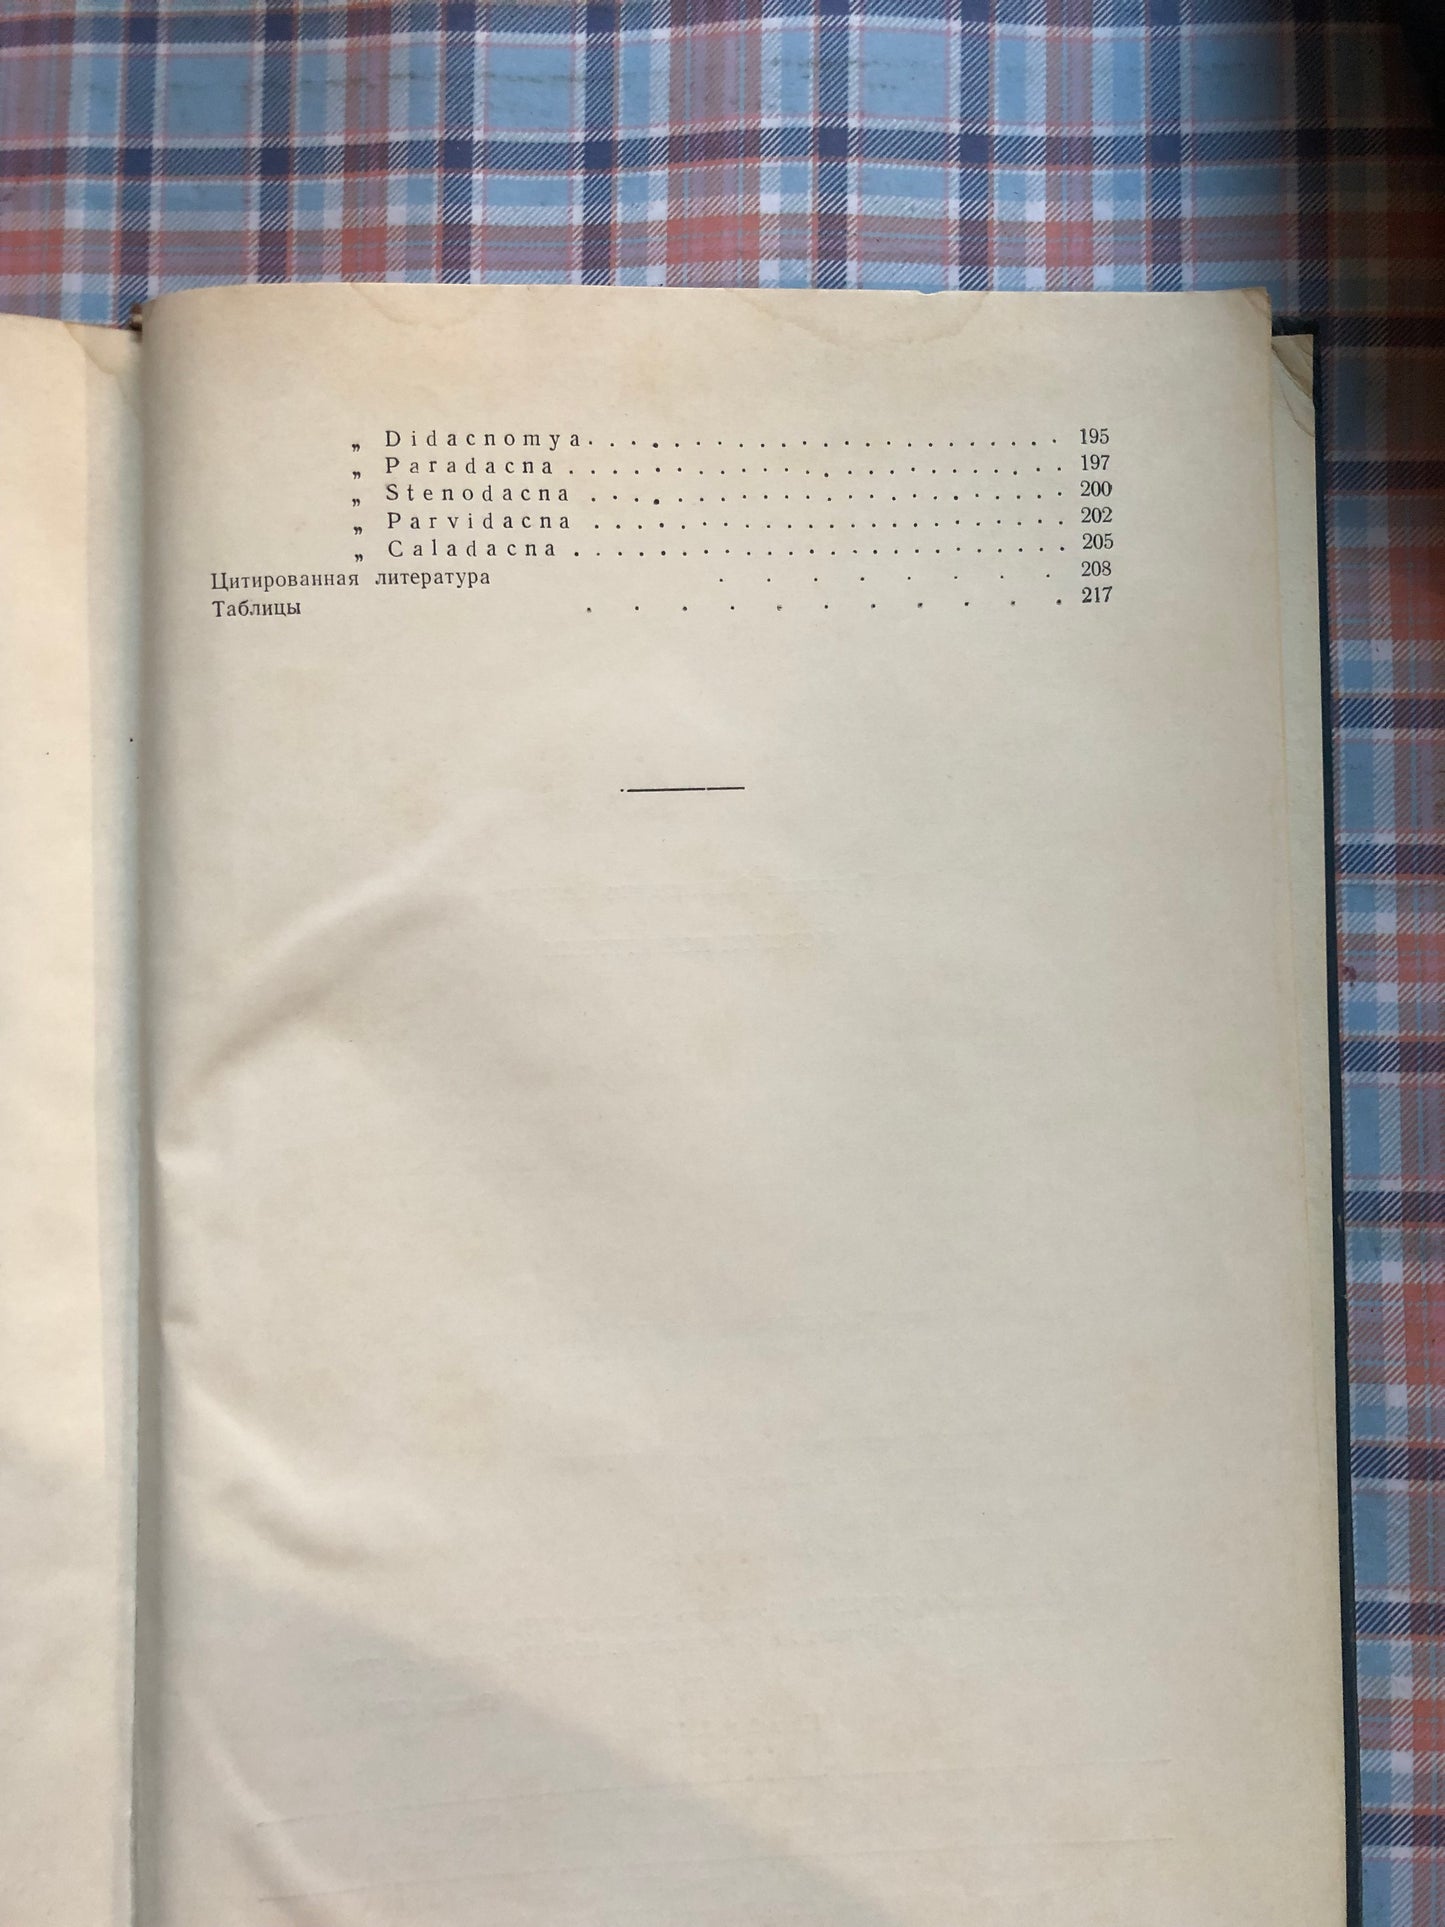 „ Didacnomya . . . . . . . . . . . . . . . . . . . . . . 195
„ Paradacna . . . . . . . . . . . . . . . . . . . . . . . 197
„ Stenodacna . . . . . . . . . . . . . . . . . . . . . . 200
„ Parvidacna . . . . . . . . . . . . . . . . . . . . . . 202
„ Caladacna . . . . . . . . . . . . . . . . . . . . . . . 205
Цитированная литература . . . . . . . . 208
Таблицы . . . . . . . . . . . 217